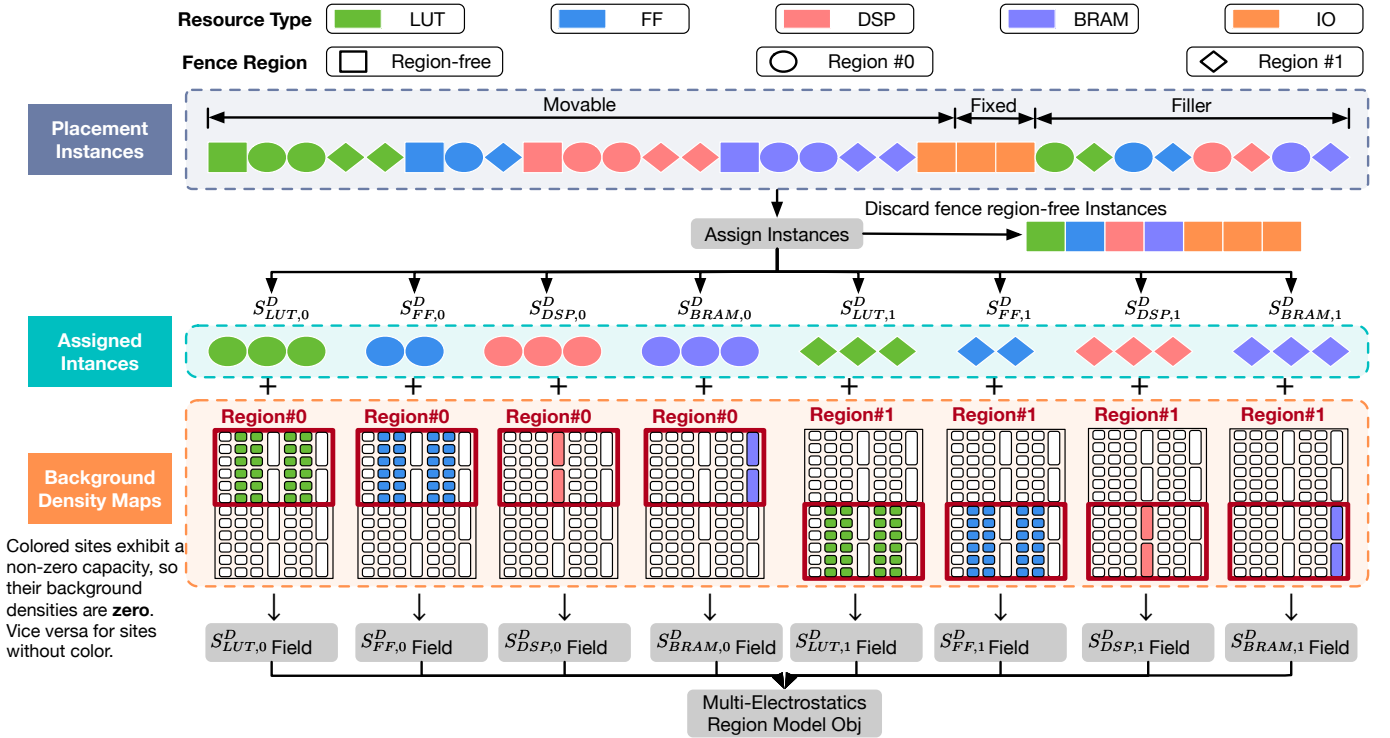 Resource Type LUT FF DSP BRAM IO
Fence Region Region-free Region #0 Region #1
Movable Fixed Filler
Placement
Instances
Discard fence region-free Instances
Assign Instances
S^D_{LUT,0} S^D_{FF,0} S^D_{DSP,0} S^D_{BRAM,0} S^D_{LUT,1} S^D_{FF,1} S^D_{DSP,1} S^D_{BRAM,1}
Assigned
Intances
+ + + + + + + +
Region#0 Region#0 Region#0 Region#0 Region#1 Region#1 Region#1 Region#1
Background
Density Maps
Colored sites exhibit a
non-zero capacity, so
their background
densities are zero.
Vice versa for sites
without color.
S^D_{LUT,0} Field S^D_{FF,0} Field S^D_{DSP,0} Field S^D_{BRAM,0} Field S^D_{LUT,1} Field S^D_{FF,1} Field S^D_{DSP,1} Field S^D_{BRAM,1} Field
Multi-Electrostatics
Region Model Obj